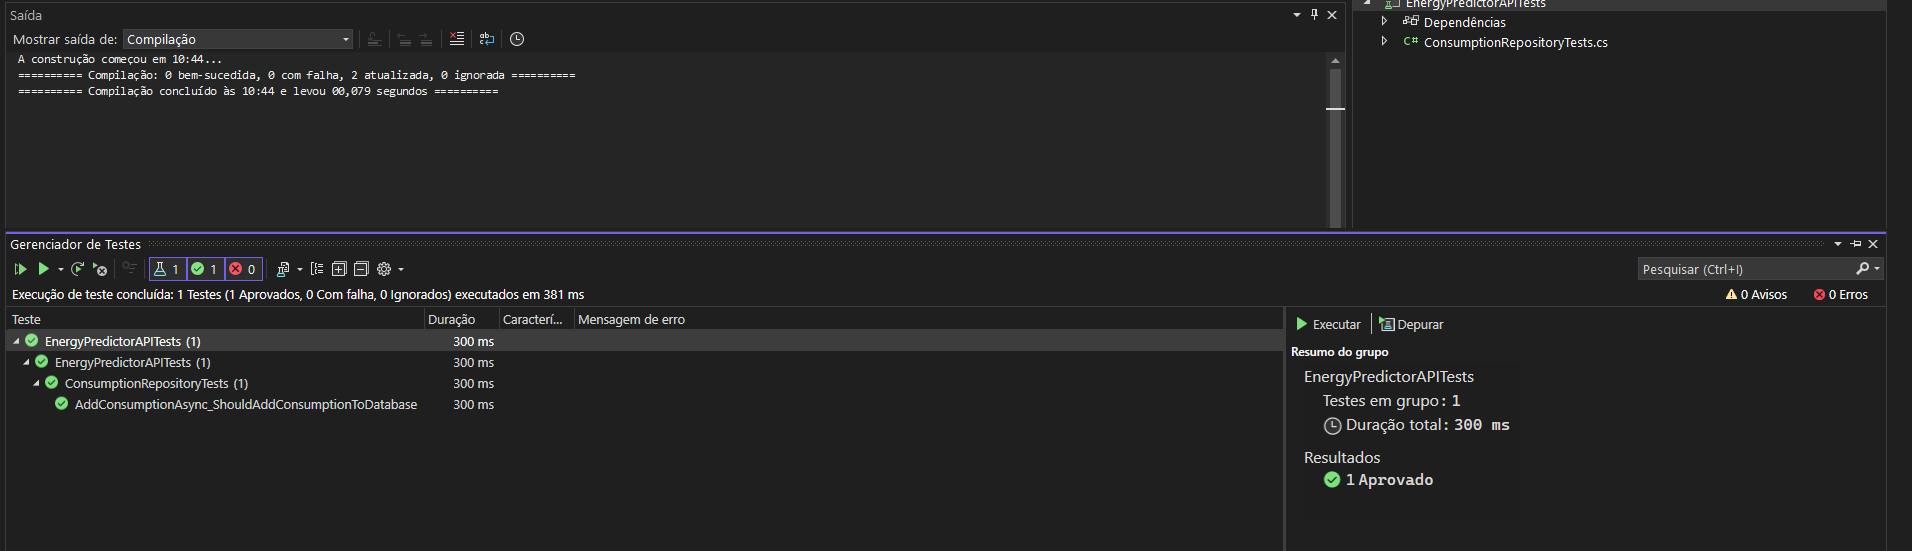 Saída
Mostrar saída de: Compilação
A construção começou em 10:44...
========== Compilação: 0 bem-sucedida, 0 com falha, 2 atualizada, 0 ignorada ==========
========== Compilação concluído às 10:44 e levou 00,079 segundos ==========
EnergyPredictorAPITests
Dependências
C# ConsumptionRepositoryTests.cs
Gerenciador de Testes
1 1 0
Pesquisar (Ctrl+I)
Execução de teste concluída: 1 Testes (1 Aprovados, 0 Com falha, 0 Ignorados) executados em 381 ms
0 Avisos 0 Erros
Teste Duração Caracterí... Mensagem de erro
EnergyPredictorAPITests (1) 300 ms
EnergyPredictorAPITests (1) 300 ms
ConsumptionRepositoryTests (1) 300 ms
AddConsumptionAsync_ShouldAddConsumptionToDatabase 300 ms
Executar Depurar
Resumo do grupo
EnergyPredictorAPITests
Testes em grupo: 1
Duração total: 300 ms
Resultados
1 Aprovado